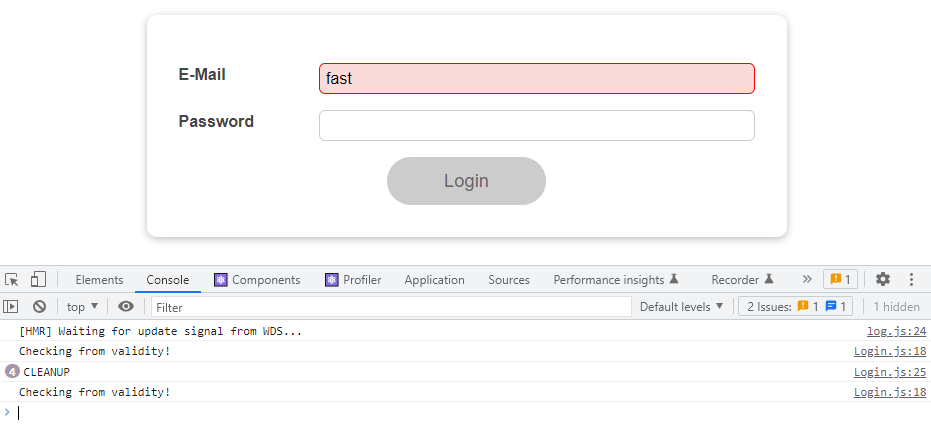 E-Mail fast
Password
Login
Elements Console Components Profiler Application Sources Performance insights Recorder » 1
top ▼ Filter Default levels ▼ 2 Issues: 1 1 1 hidden
[HMR] Waiting for update signal from WDS... log.js:24
Checking from validity! Login.js:18
4 CLEANUP Login.js:25
Checking from validity! Login.js:18
>